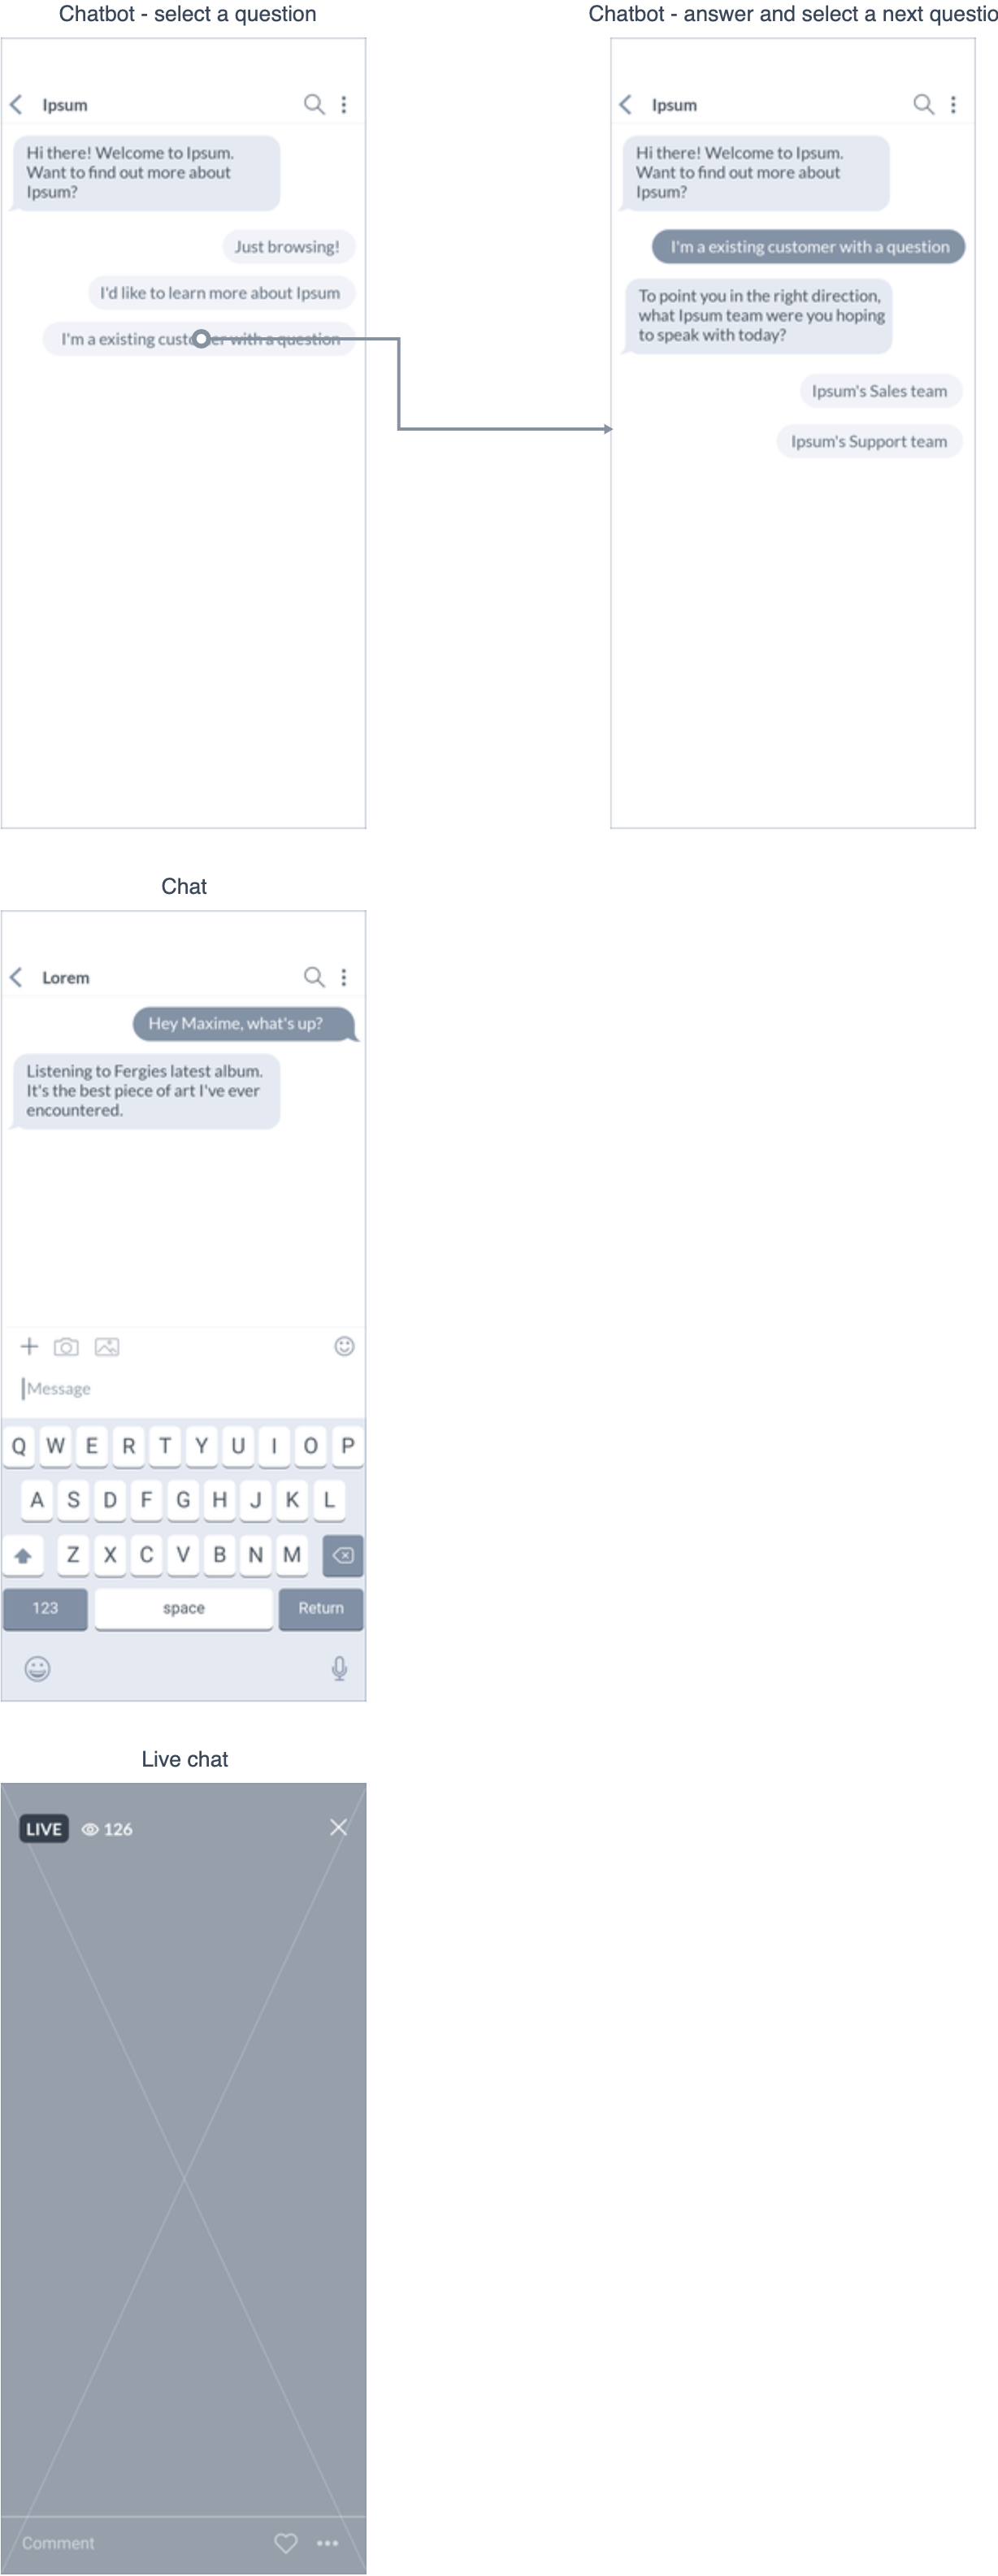 Chatbot - select a question
Ipsum
Hi there! Welcome to Ipsum.
Want to find out more about
Ipsum?
Just browsing!
I'd like to learn more about Ipsum
I'm a existing customer with a question
Chatbot - answer and select a next questio
Ipsum
Hi there! Welcome to Ipsum.
Want to find out more about
Ipsum?
I'm a existing customer with a question
To point you in the right direction,
what Ipsum team were you hoping
to speak with today?
Ipsum's Sales team
Ipsum's Support team
Chat
Lorem
Hey Maxime, what's up?
Listening to Fergies latest album.
It's the best piece of art I've ever
encountered.
Message
Q W E R T Y U I O P
A S D F G H J K L
Z X C V B N M
123 space Return
Live chat
LIVE 126
Comment